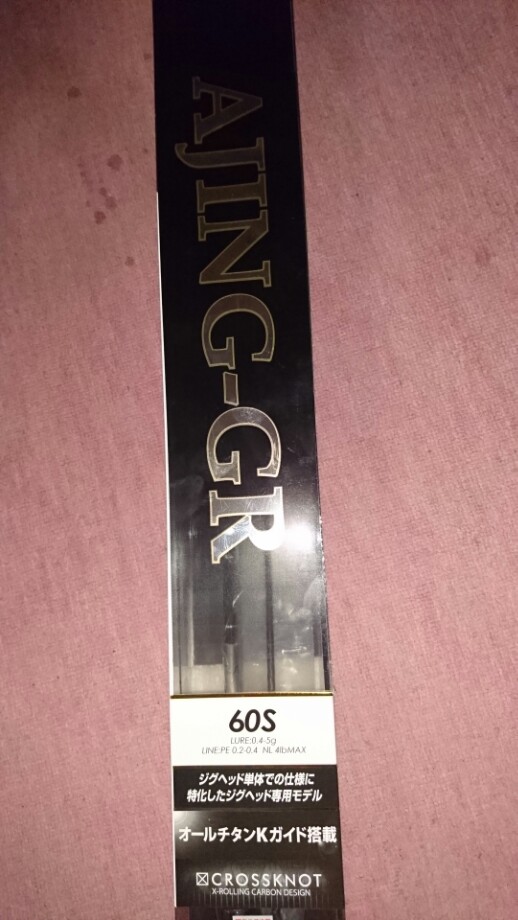 AJING-GR
60S
LURE:0.4-5g
LINE:PE 0.2-0.4 NL 4lbMAX
ジグヘッド単体での仕様に
特化したジグヘッド専用モデル
オールチタンKガイド搭載
CROSSKNOT
X-ROLLING CARBON DESIGN